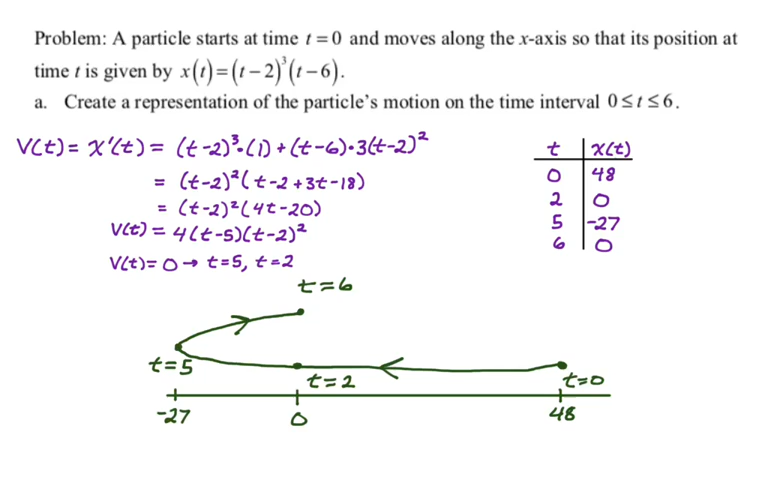 Problem: A particle starts at time t = 0 and moves along the x-axis so that its position at
time t is given by x(t) = (t − 2)³(t − 6).
a. Create a representation of the particle's motion on the time interval 0 ≤ t ≤ 6.
V(t) = x'(t) = (t-2)³·(1) + (t-6)·3(t-2)²
= (t-2)²(t-2+3t-18)
= (t-2)²(4t-20)
V(t) = 4(t-5)(t-2)²
V(t) = 0 → t=5, t=2
t x(t)
0 48
2 0
5 -27
6 0
t=6
t=5
t=2
t=0
-27 0 48